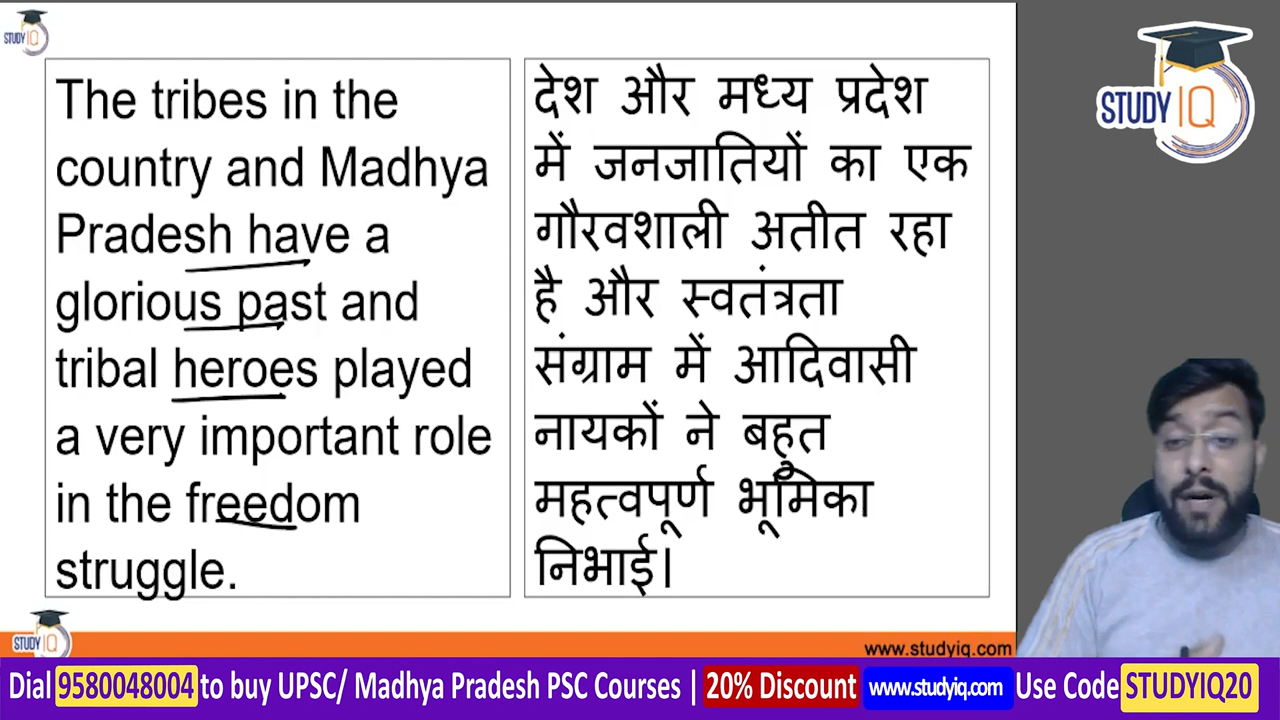 STUDY IQ
The tribes in the
country and Madhya
Pradesh have a
glorious past and
tribal heroes played
a very important role
in the freedom
struggle.
देश और मध्य प्रदेश
में जनजातियों का एक
गौरवशाली अतीत रहा
है और स्वतंत्रता
संग्राम में आदिवासी
नायकों ने बहुत
महत्वपूर्ण भूमिका
निभाई।
STUDY IQ
STUDY IQ
www.studyiq.com
Dial 9580048004 to buy UPSC/ Madhya Pradesh PSC Courses | 20% Discount www.studyiq.com Use Code STUDYIQ20